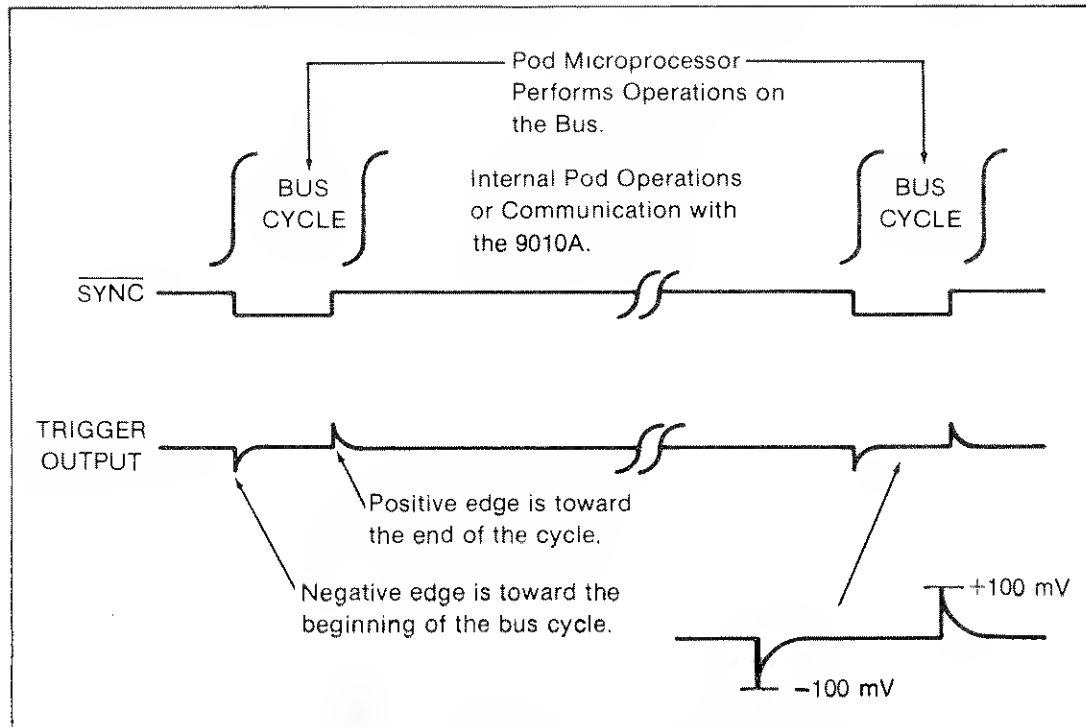 Pod Microprocessor
Performs Operations on
the Bus.
BUS
CYCLE
Internal Pod Operations
or Communication with
the 9010A.
BUS
CYCLE
SYNC
TRIGGER
OUTPUT
Positive edge is toward
the end of the cycle.
Negative edge is toward the
beginning of the bus cycle.
+100 mV
−100 mV